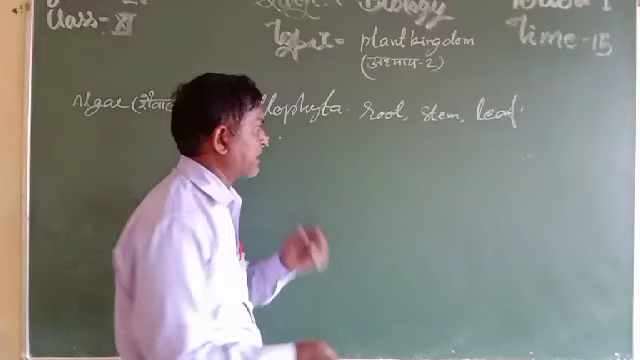 Class - XI
Biology
Topic = plant kingdom
Time - 15
(अध्याय - 2)
Algae lophyta. root, stem, leaf.